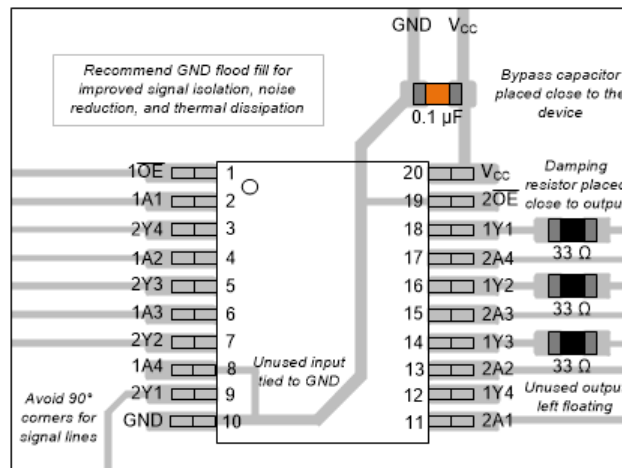 GND VCC
Recommend GND flood fill for
improved signal isolation, noise
reduction, and thermal dissipation
Bypass capacitor
placed close to the
device
0.1 µF
Damping
resistor placed
close to output
1O̅E̅ 1 20 VCC
1A1 2 19 2O̅E̅
2Y4 3 18 1Y1
33 Ω
1A2 4 17 2A4
2Y3 5 16 1Y2
33 Ω
1A3 6 15 2A3
2Y2 7 14 1Y3
33 Ω
1A4 8 13 2A2
2Y1 9 12 1Y4
GND 10 11 2A1
Unused input
tied to GND
Avoid 90°
corners for
signal lines
Unused output
left floating